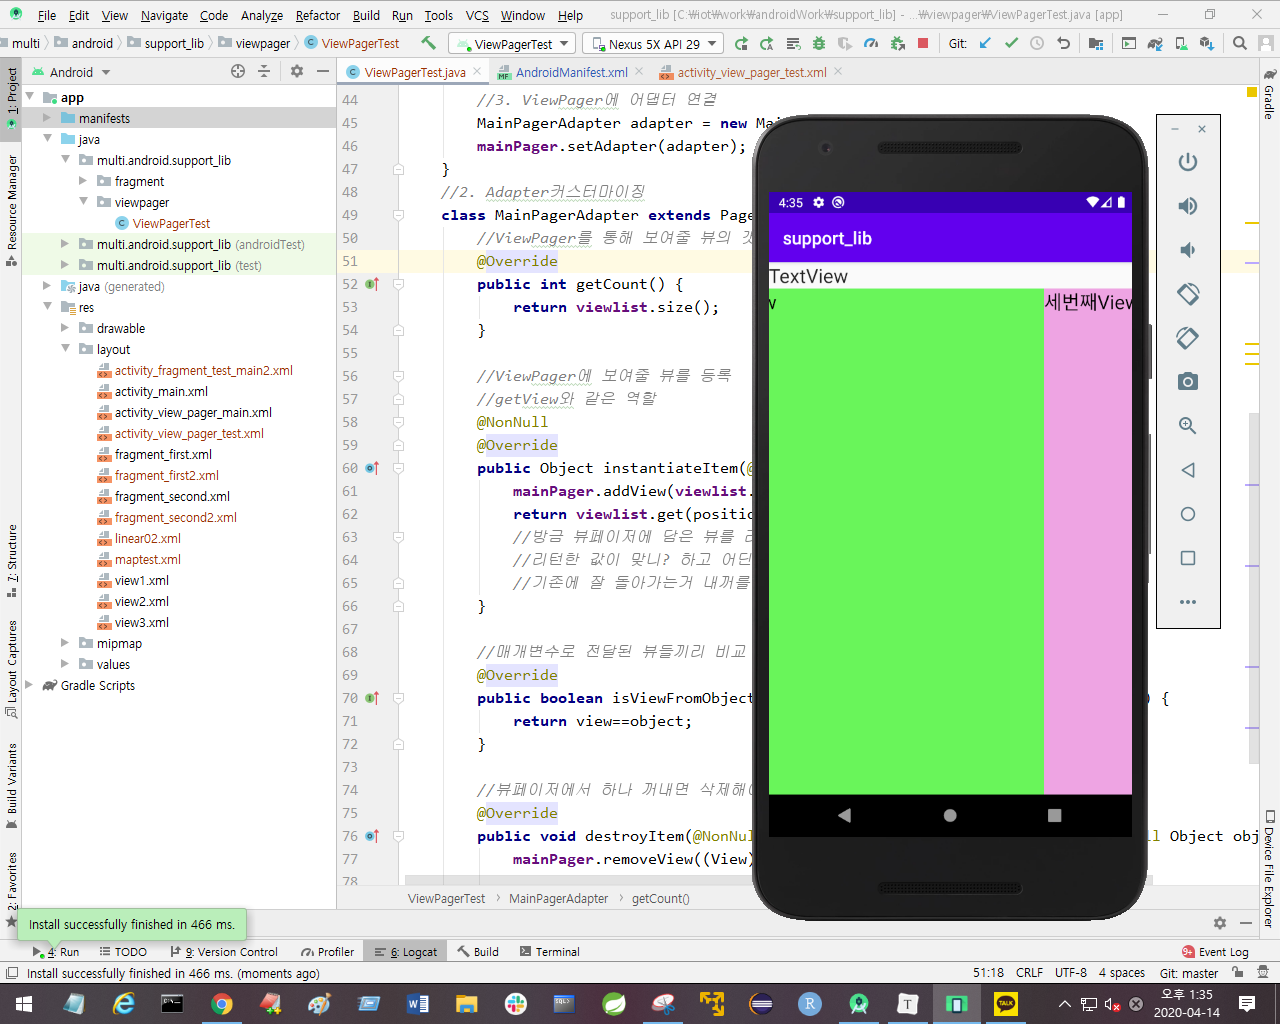 File Edit View Navigate Code Analyze Refactor Build Run Tools VCS Window Help support_lib [C:₩iot₩work₩androidWork₩support_lib] - ...₩viewpager₩ViewPagerTest.java [app]
multi android support_lib viewpager ViewPagerTest ViewPagerTest Nexus 5X API 29 Git:
Android
ViewPagerTest.java AndroidManifest.xml activity_view_pager_test.xml
1: Project
Resource Manager
7: Structure
Layout Captures
Build Variants
2: Favorites
app
manifests
java
multi.android.support_lib
fragment
viewpager
ViewPagerTest
multi.android.support_lib (androidTest)
multi.android.support_lib (test)
java (generated)
res
drawable
layout
activity_fragment_test_main2.xml
activity_main.xml
activity_view_pager_main.xml
activity_view_pager_test.xml
fragment_first.xml
fragment_first2.xml
fragment_second.xml
fragment_second2.xml
linear02.xml
maptest.xml
view1.xml
view2.xml
view3.xml
mipmap
values
Gradle Scripts
44 //3. ViewPager에 어댑터 연결
45 MainPagerAdapter adapter = new Mai
46 mainPager.setAdapter(adapter);
47 }
48 //2. Adapter커스터마이징
49 class MainPagerAdapter extends Page
50 //ViewPager를 통해 보여줄 뷰의 갯
51 @Override
52 public int getCount() {
53 return viewlist.size();
54 }
55
56 //ViewPager에 보여줄 뷰를 등록
57 //getView와 같은 역할
58 @NonNull
59 @Override
60 public Object instantiateItem(@
61 mainPager.addView(viewlist.
62 return viewlist.get(positio
63 //방금 뷰페이저에 담은 뷰를 리
64 //리턴한 값이 맞니? 하고 어딘
65 //기존에 잘 돌아가는거 내꺼를
66 }
67
68 //매개변수로 전달된 뷰들끼리 비교
69 @Override
70 public boolean isViewFromObject ) {
71 return view==object;
72 }
73
74 //뷰페이저에서 하나 꺼내면 삭제해야
75 @Override
76 public void destroyItem(@NonNul ll Object obj
77 mainPager.removeView((View)
78
4:35
support_lib
TextView
w 세번째View
Gradle
Device File Explorer
ViewPagerTest MainPagerAdapter getCount()
Install successfully finished in 466 ms.
4: Run TODO 9: Version Control Profiler 6: Logcat Build Terminal 9+ Event Log
Install successfully finished in 466 ms. (moments ago) 51:18 CRLF UTF-8 4 spaces Git: master
오후 1:35
2020-04-14
SQL>
R
T
TALK